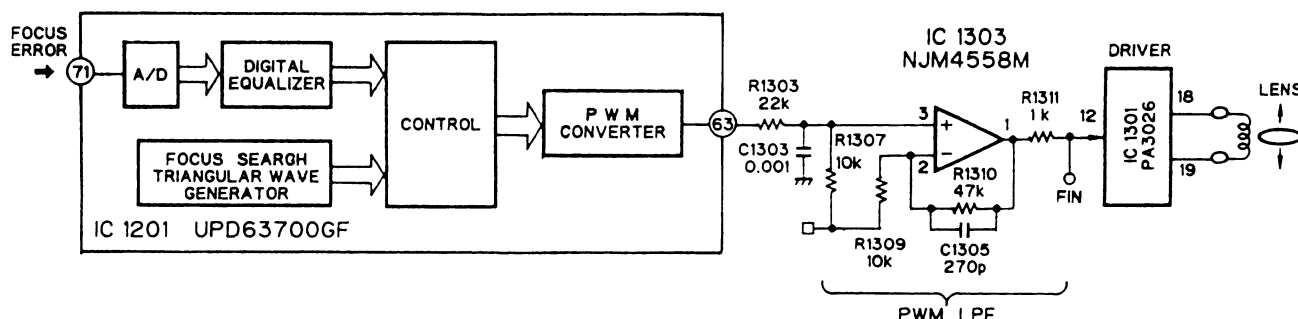 FOCUS
ERROR
71
A/D
DIGITAL
EQUALIZER
FOCUS SEARGH
TRIANGULAR WAVE
GENERATOR
CONTROL
P W M
CONVERTER
63
IC 1201 UPD63700GF
R1303
22k
C1303
0.001
R1307
10k
R1309
10k
IC 1303
NJM4558M
3
+
−
2
1
R1310
47k
C1305
270p
R1311
1k
12
FIN
DRIVER
IC 1301
PA3026
18
19
LENS
PWM LPF